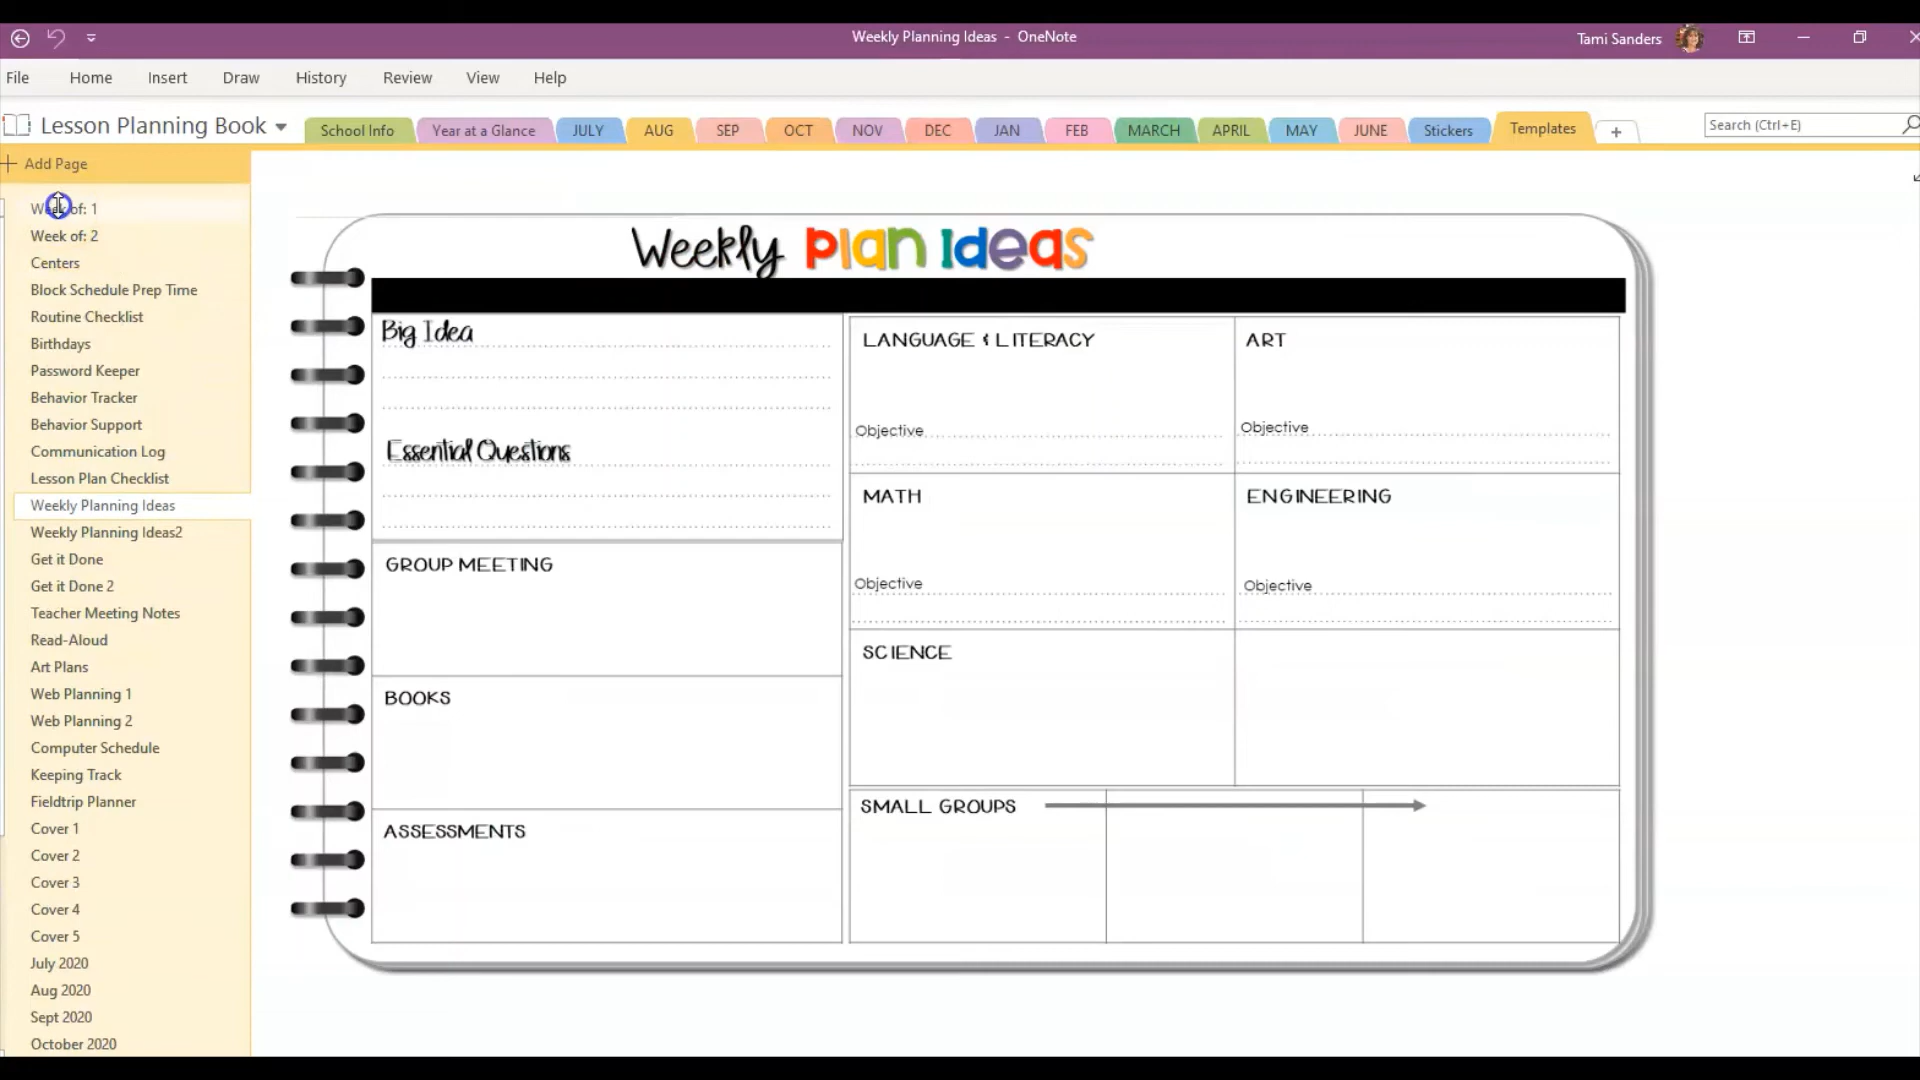 Weekly Planning Ideas - OneNote
Tami Sanders
File Home Insert Draw History Review View Help
Lesson Planning Book
School Info Year at a Glance JULY AUG SEP OCT NOV DEC JAN FEB MARCH APRIL MAY JUNE Stickers Templates +
Search (Ctrl+E)
Add Page
Week of: 1
Week of: 2
Centers
Block Schedule Prep Time
Routine Checklist
Birthdays
Password Keeper
Behavior Tracker
Behavior Support
Communication Log
Lesson Plan Checklist
Weekly Planning Ideas
Weekly Planning Ideas2
Get it Done
Get it Done 2
Teacher Meeting Notes
Read-Aloud
Art Plans
Web Planning 1
Web Planning 2
Computer Schedule
Keeping Track
Fieldtrip Planner
Cover 1
Cover 2
Cover 3
Cover 4
Cover 5
July 2020
Aug 2020
Sept 2020
October 2020
Weekly Plan Ideas
Big Idea
Essential Questions
GROUP MEETING
BOOKS
ASSESSMENTS
LANGUAGE & LITERACY
Objective
ART
Objective
MATH
Objective
ENGINEERING
Objective
SCIENCE
SMALL GROUPS